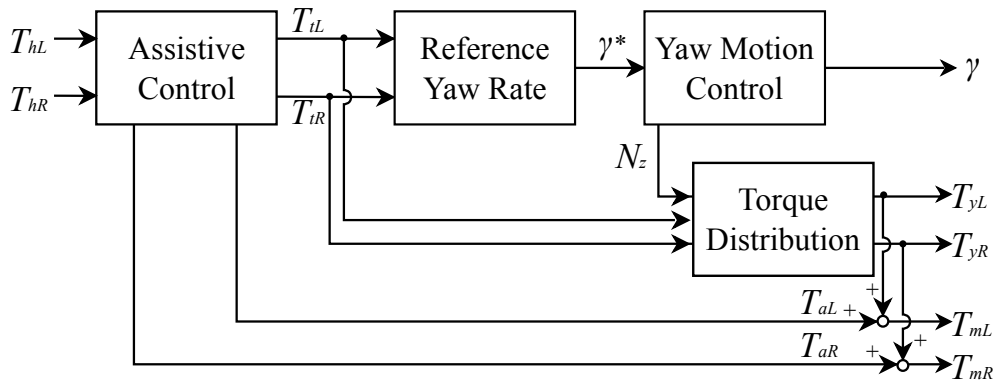 T_hL
T_hR
Assistive
Control
T_tL
T_tR
Reference
Yaw Rate
γ*
Yaw Motion
Control
γ
N_z
Torque
Distribution
T_yL
T_yR
+
T_aL
+
T_mL
+
T_aR
+
T_mR